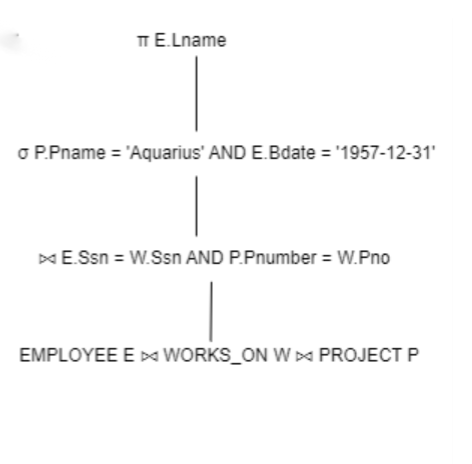 π E.Lname
σ P.Pname = 'Aquarius' AND E.Bdate = '1957-12-31'
⋈ E.Ssn = W.Ssn AND P.Pnumber = W.Pno
EMPLOYEE E ⋈ WORKS_ON W ⋈ PROJECT P